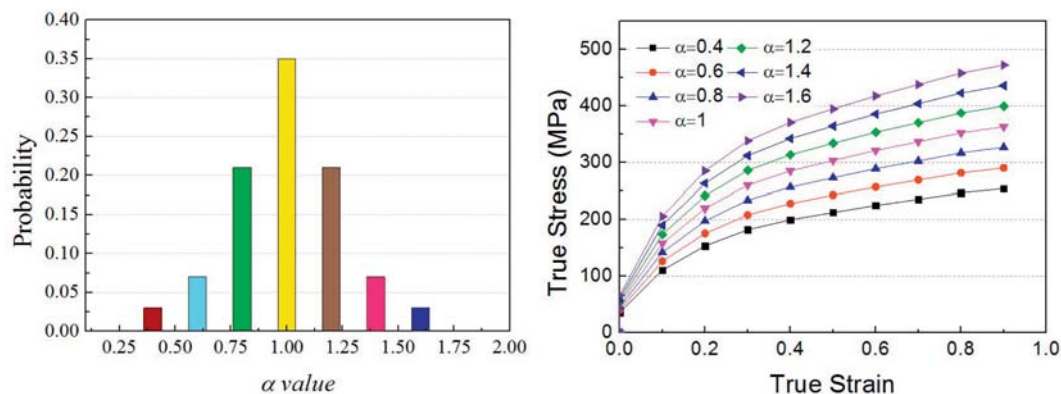 0.40
0.35
0.30
0.25
0.20
0.15
0.10
0.05
0.00
Probability
0.25 0.50 0.75 1.00 1.25 1.50 1.75 2.00
α value
500
400
300
200
100
0
True Stress (MPa)
α=0.4 α=1.2
α=0.6 α=1.4
α=0.8 α=1.6
α=1
0.0 0.2 0.4 0.6 0.8 1.0
True Strain